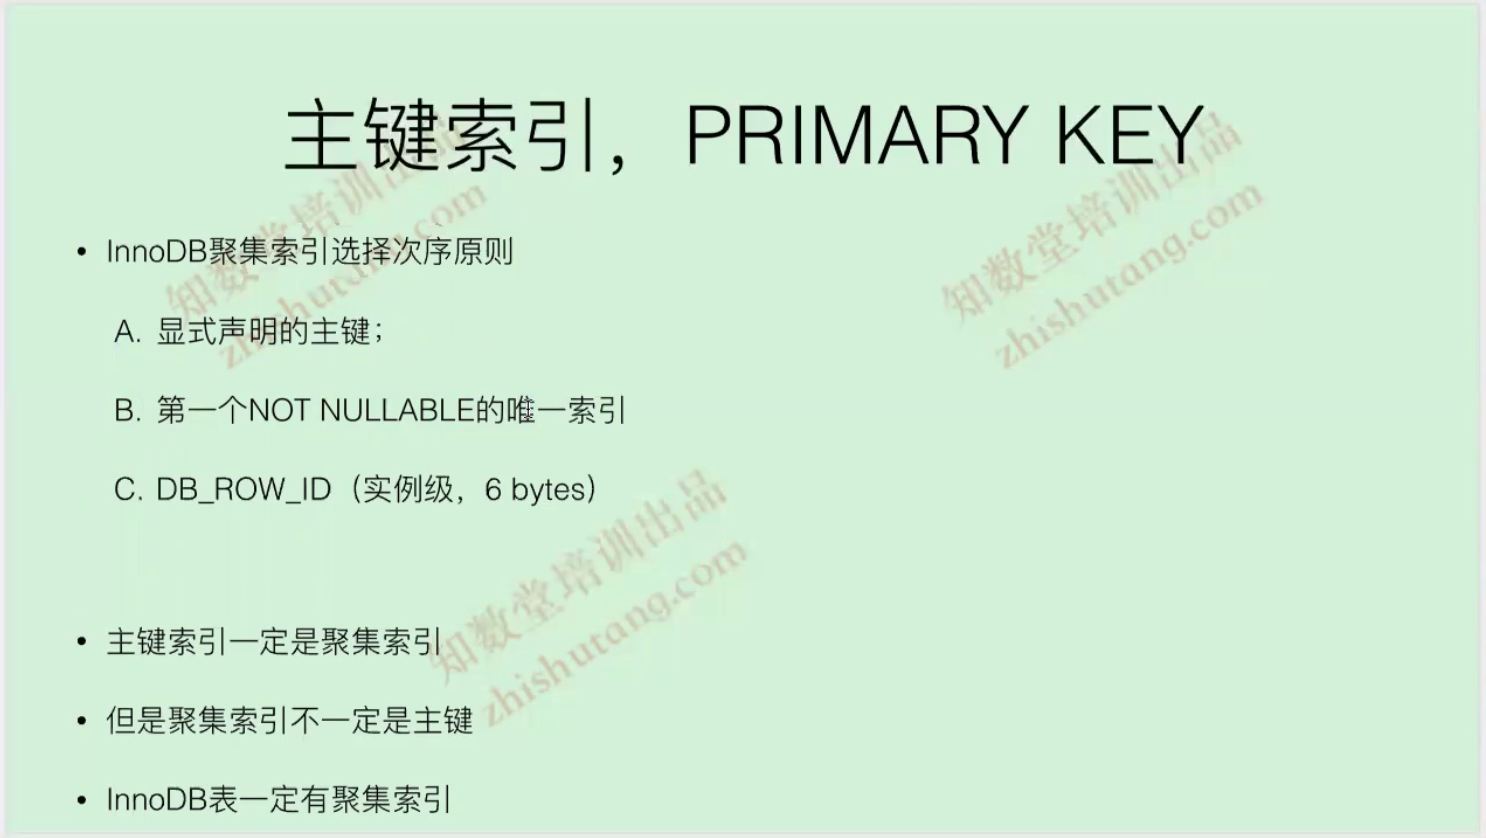 主键索引，PRIMARY KEY
• InnoDB聚集索引选择次序原则
A. 显式声明的主键；
B. 第一个NOT NULLABLE的唯一索引
C. DB_ROW_ID（实例级，6 bytes）
• 主键索引一定是聚集索引
• 但是聚集索引不一定是主键
• InnoDB表一定有聚集索引
知数堂培训出品
zhishutang.com
知数堂培训出品
zhishutang.com
知数堂培训出品
zhishutang.com